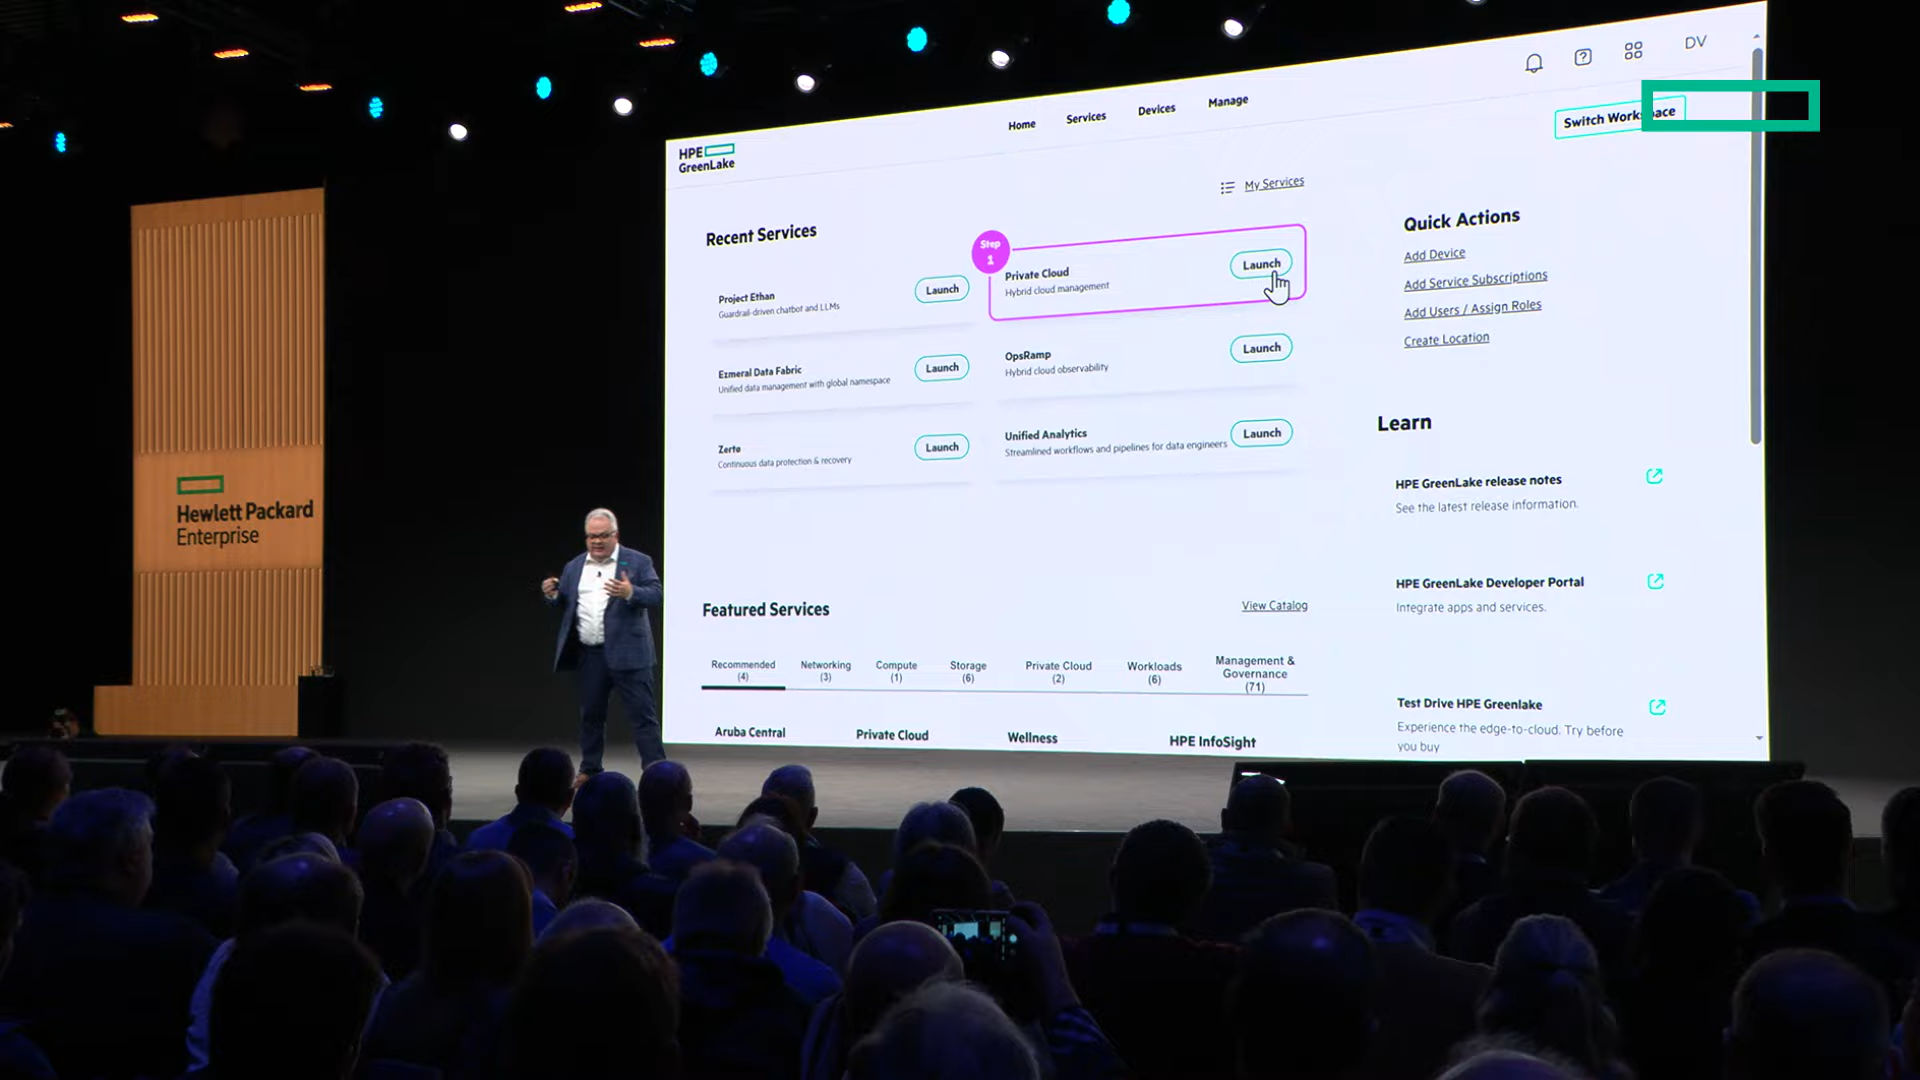 DV
Home
Services
Devices
Manage
Switch Workspace
HPE
GreenLake
My Services
Recent Services
Project Ethan
Guardrail-driven chatbot and LLMs
Launch
Step
1
Private Cloud
Hybrid cloud management
Launch
Ezmeral Data Fabric
Unified data management with global namespace
Launch
OpsRamp
Hybrid cloud observability
Launch
Zerto
Continuous data protection & recovery
Launch
Unified Analytics
Streamlined workflows and pipelines for data engineers
Launch
Quick Actions
Add Device
Add Service Subscriptions
Add Users / Assign Roles
Create Location
Learn
HPE GreenLake release notes
See the latest release information.
HPE GreenLake Developer Portal
Integrate apps and services.
Test Drive HPE Greenlake
Experience the edge-to-cloud. Try before
you buy
Featured Services
View Catalog
Recommended
(4)
Networking
(3)
Compute
(1)
Storage
(6)
Private Cloud
(2)
Workloads
(6)
Management &
Governance
(71)
Aruba Central
Private Cloud
Wellness
HPE InfoSight
Hewlett Packard
Enterprise